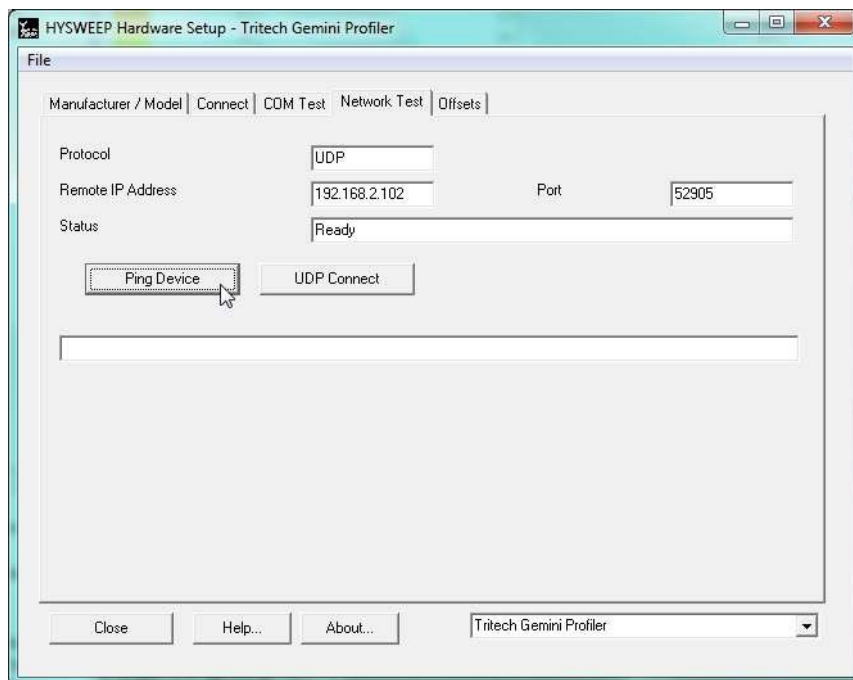 HYSWEEP Hardware Setup - Tritech Gemini Profiler
File
Manufacturer / Model Connect COM Test Network Test Offsets
Protocol UDP
Remote IP Address 192.168.2.102 Port 52905
Status Ready
Ping Device UDP Connect
Close Help... About... Tritech Gemini Profiler